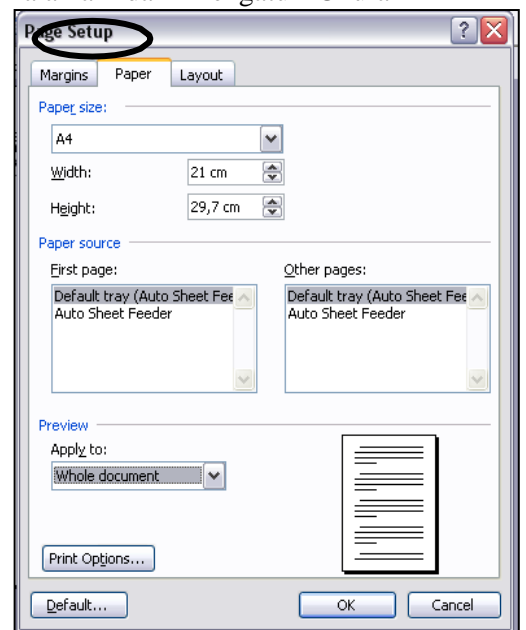 Page Setup
Margins Paper Layout
Paper size:
A4
Width: 21 cm
Height: 29,7 cm
Paper source
First page: Other pages:
Default tray (Auto Sheet Fee Default tray (Auto Sheet Fee
Auto Sheet Feeder Auto Sheet Feeder
Preview
Apply to:
Whole document
Print Options...
Default... OK Cancel